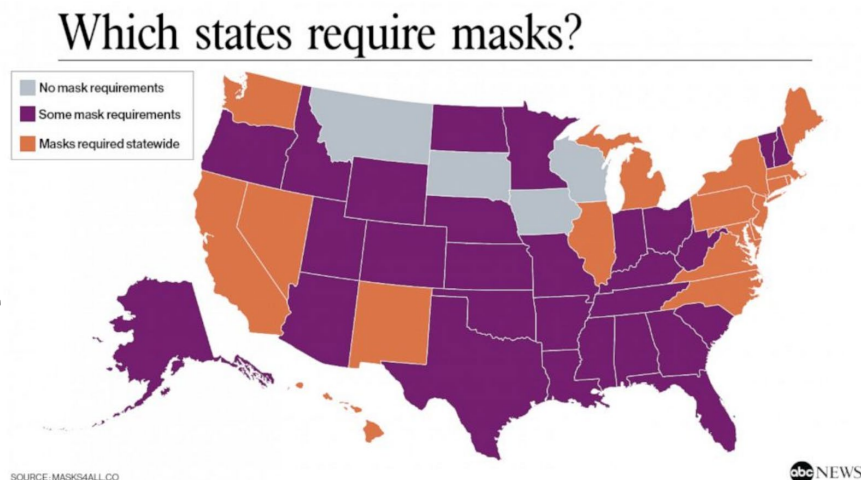 Which states require masks?
No mask requirements
Some mask requirements
Masks required statewide
SOURCE: MASKS4ALL.CO
abc NEWS